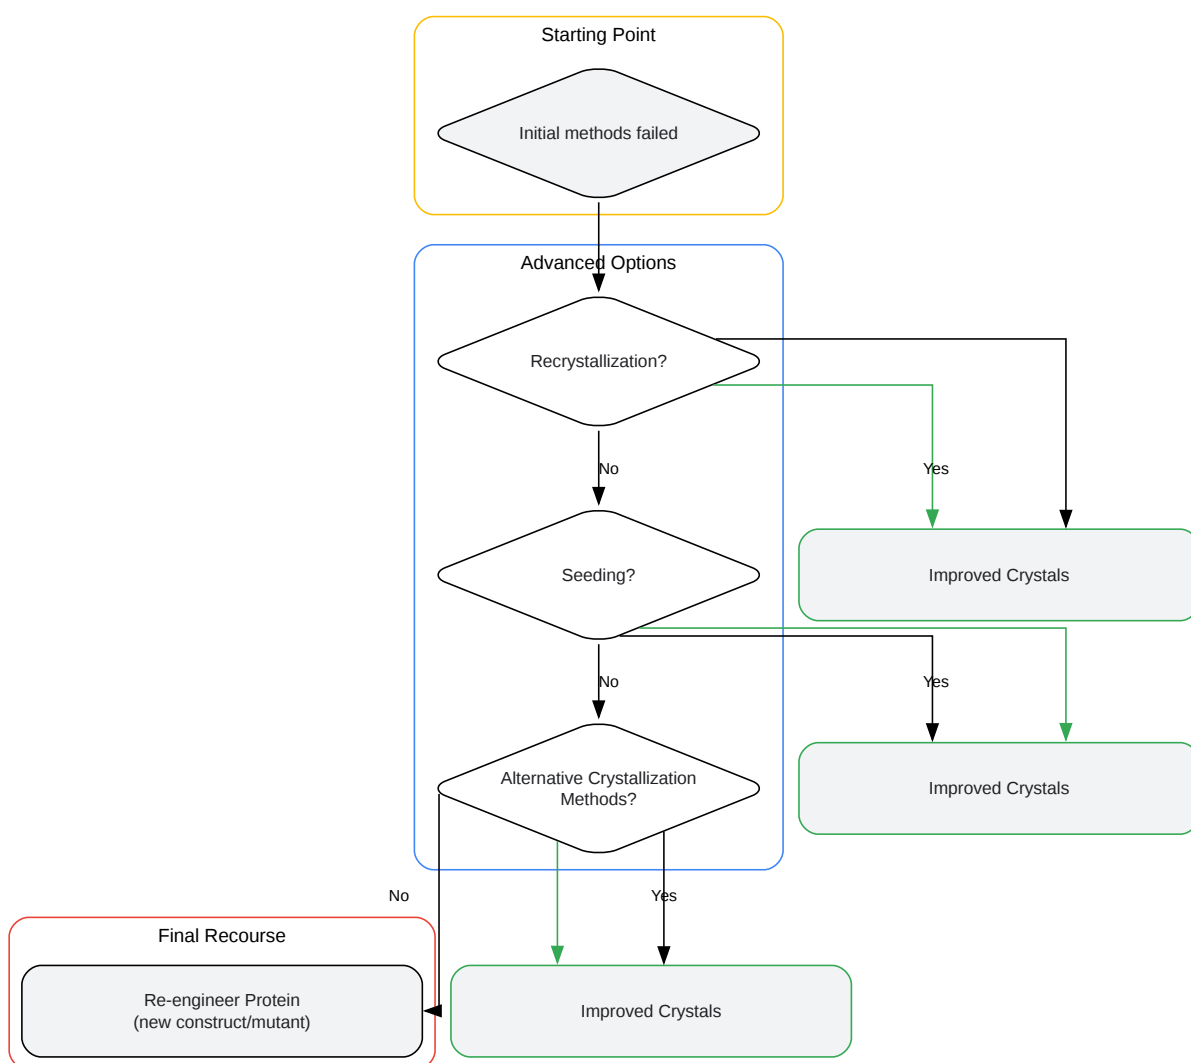 Starting Point
Initial methods failed
Advanced Options
Recrystallization?
No
Yes
Seeding?
Improved Crystals
No
Yes
Alternative Crystallization
Methods?
Improved Crystals
No
Yes
Final Recourse
Re-engineer Protein
(new construct/mutant)
Improved Crystals